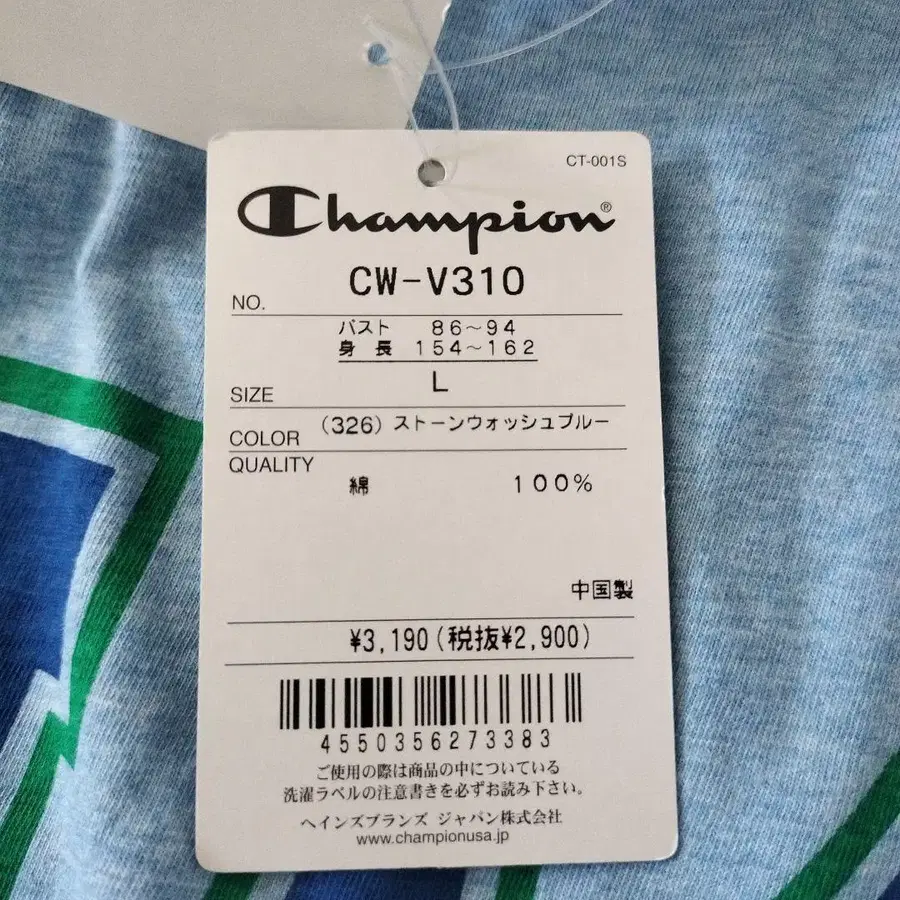 CT-001S
Champion®
NO. CW-V310
バスト 86~94
身長 154~162
SIZE L
COLOR (326) ストーンウォッシュブルー
QUALITY
綿 100%
中国製
¥3,190(税抜¥2,900)
4550356273383
ご使用の際は商品の中についている
洗濯ラベルの注意書きを必ずお読み下さい。
ヘインズブランズ ジャパン株式会社
www.championusa.jp